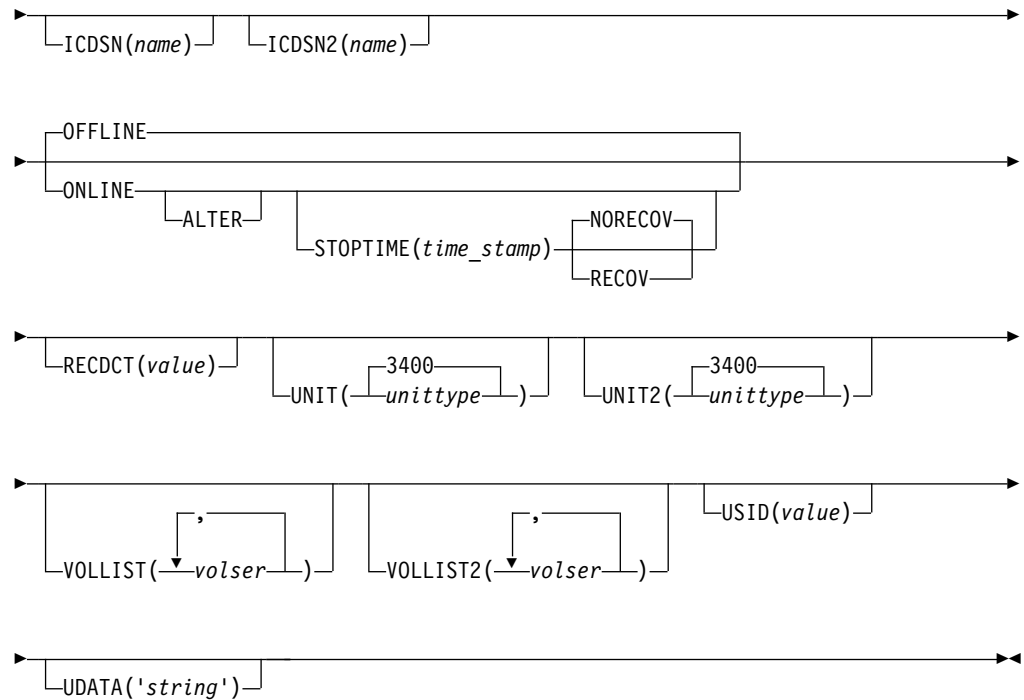 ICDSN(name) ICDSN2(name)
OFFLINE
ONLINE
ALTER NORECOV
STOPTIME(time_stamp)
RECOV
RECDCT(value) 3400 3400
UNIT( unittype ) UNIT2( unittype )
, , USID(value)
VOLLIST( volser ) VOLLIST2( volser )
UDATA('string')